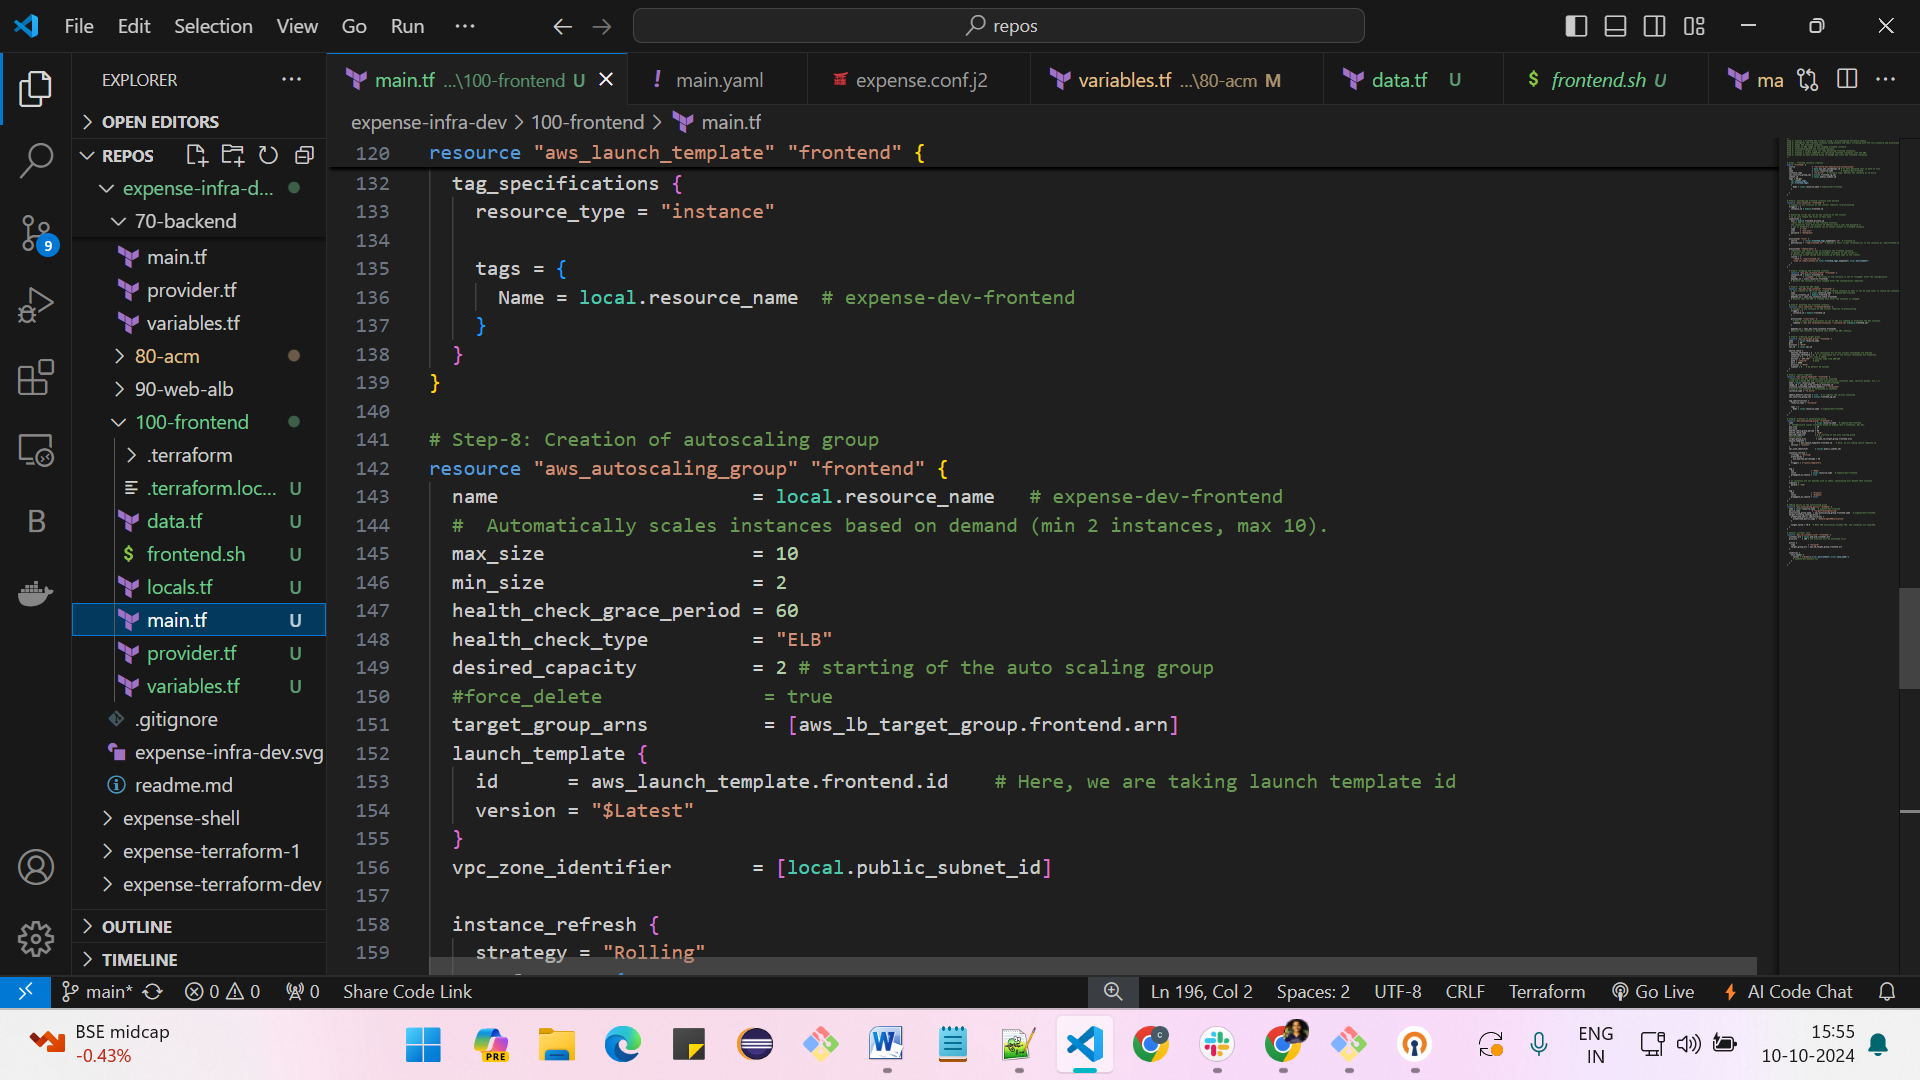 File Edit Selection View Go Run ···
repos
EXPLORER
OPEN EDITORS
REPOS
expense-infra-d...
70-backend
main.tf
provider.tf
variables.tf
80-acm
90-web-alb
100-frontend
.terraform
.terraform.loc... U
data.tf U
frontend.sh U
locals.tf U
main.tf U
provider.tf U
variables.tf U
.gitignore
expense-infra-dev.svg
readme.md
expense-shell
expense-terraform-1
expense-terraform-dev
OUTLINE
TIMELINE
9
B
main.tf ...\100-frontend U
! main.yaml
expense.conf.j2
variables.tf ...\80-acm M
data.tf U
$ frontend.sh U
ma
expense-infra-dev > 100-frontend > main.tf
120 resource "aws_launch_template" "frontend" {
132 tag_specifications {
133 resource_type = "instance"
134
135 tags = {
136 Name = local.resource_name # expense-dev-frontend
137 }
138 }
139 }
140
141 # Step-8: Creation of autoscaling group
142 resource "aws_autoscaling_group" "frontend" {
143 name = local.resource_name # expense-dev-frontend
144 # Automatically scales instances based on demand (min 2 instances, max 10).
145 max_size = 10
146 min_size = 2
147 health_check_grace_period = 60
148 health_check_type = "ELB"
149 desired_capacity = 2 # starting of the auto scaling group
150 #force_delete = true
151 target_group_arns = [aws_lb_target_group.frontend.arn]
152 launch_template {
153 id = aws_launch_template.frontend.id # Here, we are taking launch template id
154 version = "$Latest"
155 }
156 vpc_zone_identifier = [local.public_subnet_id]
157
158 instance_refresh {
159 strategy = "Rolling"
main* 0 0 0 Share Code Link
Ln 196, Col 2 Spaces: 2 UTF-8 CRLF Terraform Go Live AI Code Chat
BSE midcap
-0.43%
PRE
ENG
IN
15:55
10-10-2024